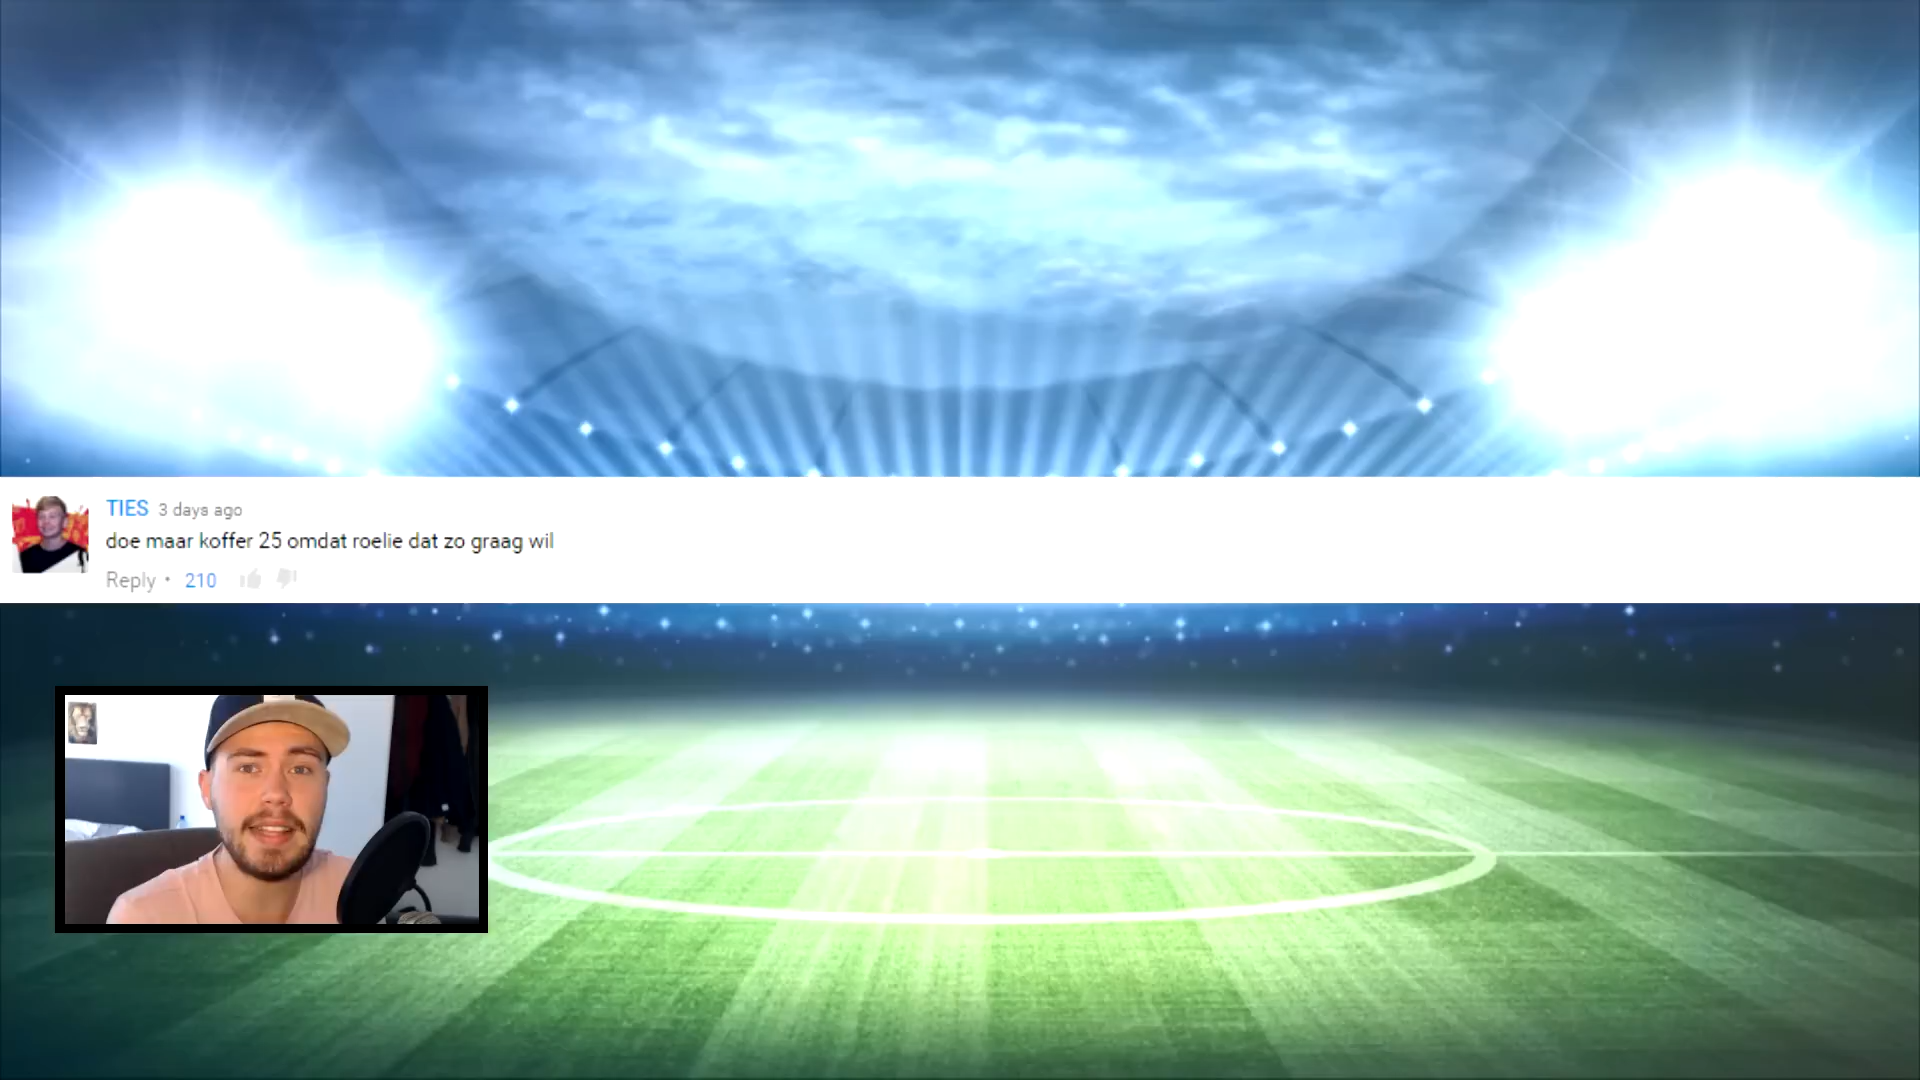 TIES 3 days ago
doe maar koffer 25 omdat roelie dat zo graag wil
Reply • 210